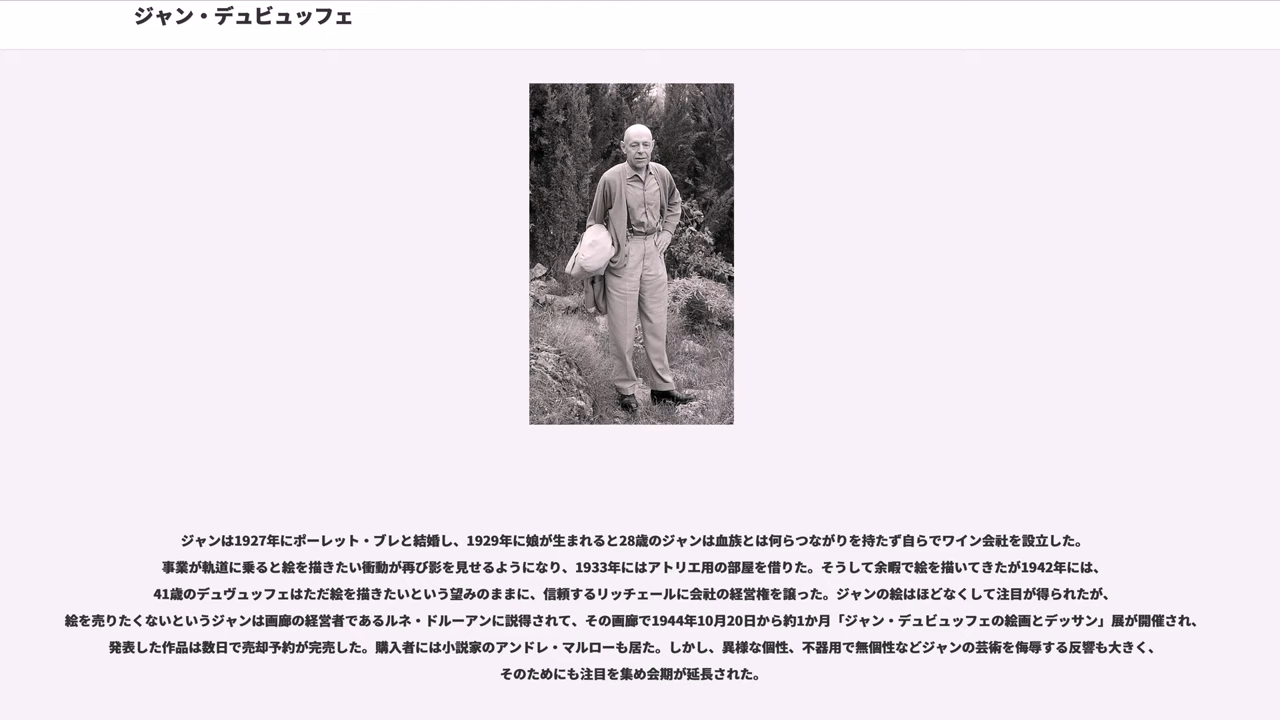 ジャン・デュビュッフェ
ジャンは1927年にポーレット・ブレと結婚し、1929年に娘が生まれると28歳のジャンは血族とは何らつながりを持たず自らでワイン会社を設立した。
事業が軌道に乗ると絵を描きたい衝動が再び影を見せるようになり、1933年にはアトリエ用の部屋を借りた。そうして余暇で絵を描いてきたが1942年には、
41歳のデュヴュッフェはただ絵を描きたいという望みのままに、信頼するリッチェールに会社の経営権を譲った。ジャンの絵はほどなくして注目が得られたが、
絵を売りたくないというジャンは画廊の経営者であるルネ・ドルーアンに説得されて、その画廊で1944年10月20日から約1か月「ジャン・デュビュッフェの絵画とデッサン」展が開催され、
発表した作品は数日で売却予約が完売した。購入者には小説家のアンドレ・マルローも居た。しかし、異様な個性、不器用で無個性などジャンの芸術を侮辱する反響も大きく、
そのためにも注目を集め会期が延長された。